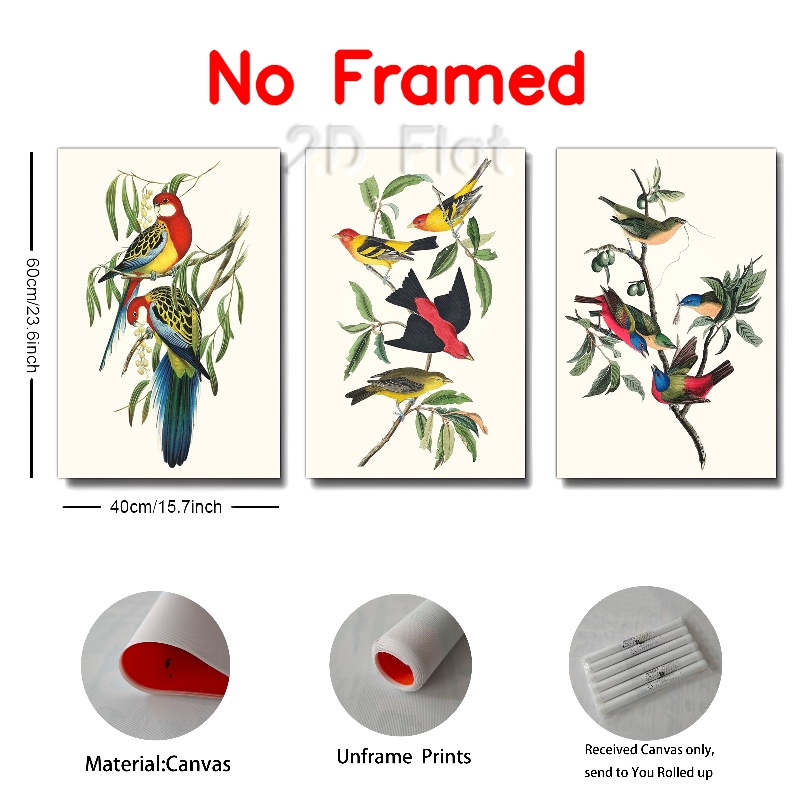 No Framed
2D Flat
60cm/23.6inch
40cm/15.7inch
Material:Canvas
Unframe Prints
Received Canvas only,
send to You Rolled up